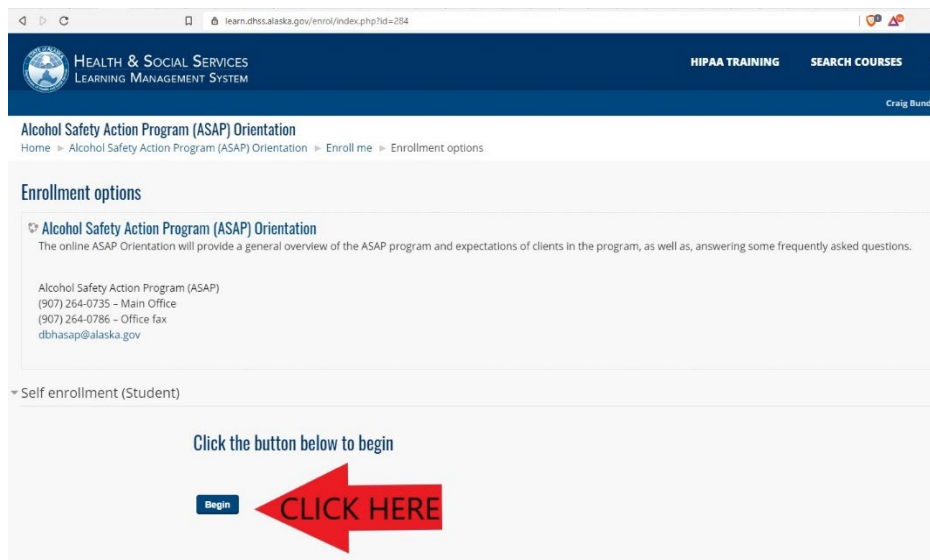 learn.dhss.alaska.gov/enrol/index.php?id=284
HEALTH & SOCIAL SERVICES
LEARNING MANAGEMENT SYSTEM
HIPAA TRAINING SEARCH COURSES
Craig Bund
Alcohol Safety Action Program (ASAP) Orientation
Home ► Alcohol Safety Action Program (ASAP) Orientation ► Enroll me ► Enrollment options
Enrollment options
Alcohol Safety Action Program (ASAP) Orientation
The online ASAP Orientation will provide a general overview of the ASAP program and expectations of clients in the program, as well as, answering some frequently asked questions.
Alcohol Safety Action Program (ASAP)
(907) 264-0735 – Main Office
(907) 264-0786 – Office fax
dbhasap@alaska.gov
Self enrollment (Student)
Click the button below to begin
Begin
CLICK HERE